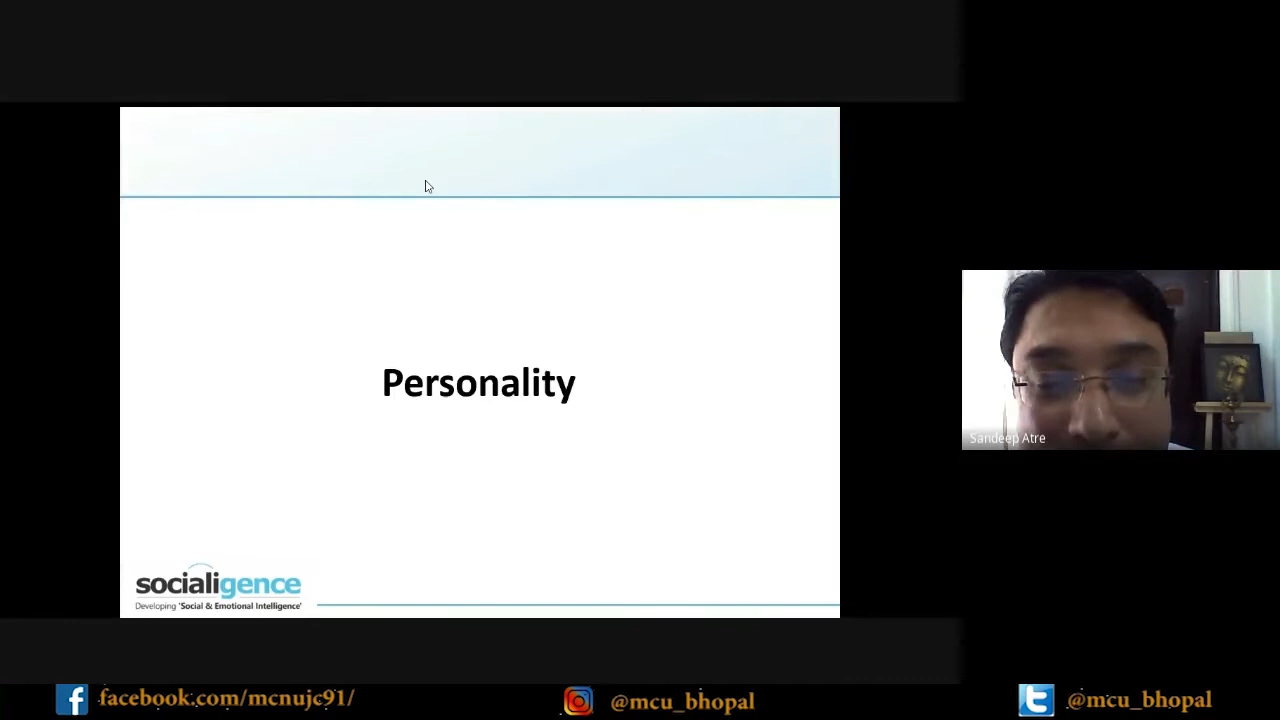 Personality
socialigence
Developing 'Social & Emotional Intelligence'
Sandeep Atre
facebook.com/mcnujc91/
@mcu_bhopal
@mcu_bhopal